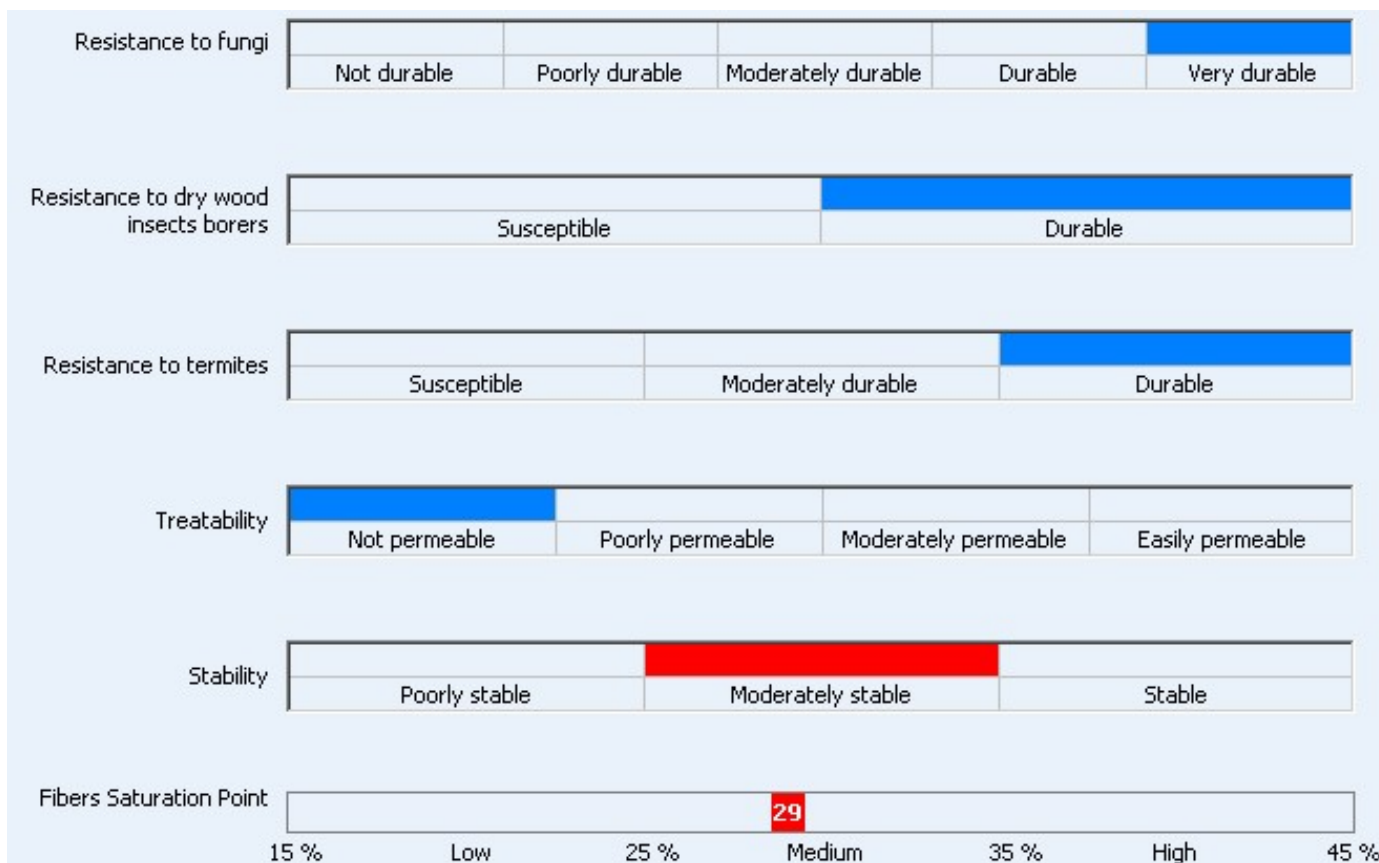 Resistance to fungi
Not durable Poorly durable Moderately durable Durable Very durable
Resistance to dry wood
insects borers
Susceptible Durable
Resistance to termites
Susceptible Moderately durable Durable
Treatability
Not permeable Poorly permeable Moderately permeable Easily permeable
Stability
Poorly stable Moderately stable Stable
Fibers Saturation Point
29
15 % Low 25 % Medium 35 % High 45 %